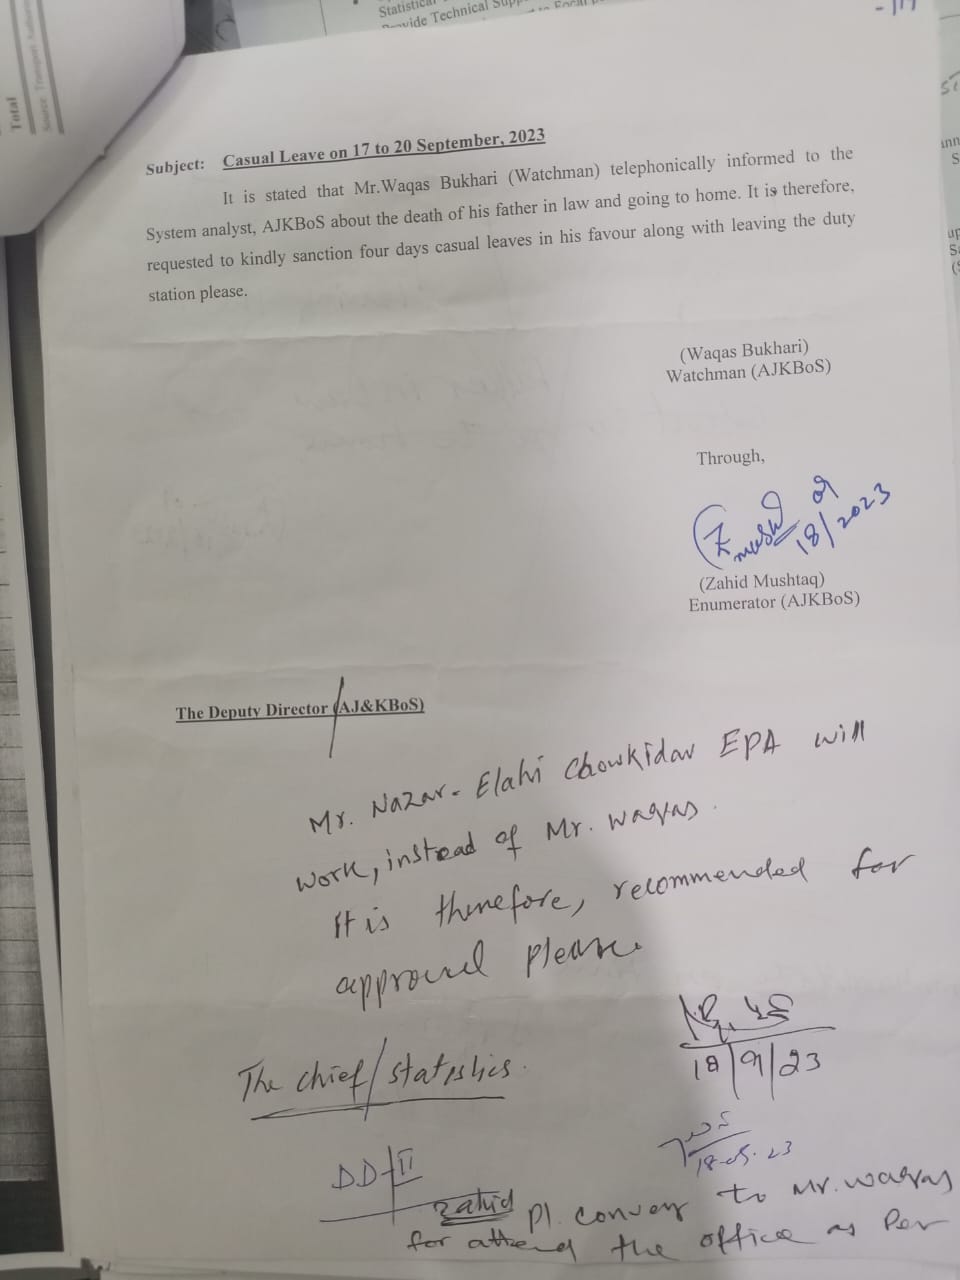 Statistical
Provide Technical Supp
Total
Subject: Casual Leave on 17 to 20 September, 2023
It is stated that Mr.Waqas Bukhari (Watchman) telephonically informed to the
System analyst, AJKBoS about the death of his father in law and going to home. It is therefore,
requested to kindly sanction four days casual leaves in his favour along with leaving the duty
station please.
(Waqas Bukhari)
Watchman (AJKBoS)
Through,
18/09/2023
(Zahid Mushtaq)
Enumerator (AJKBoS)
The Deputy Director (AJ&KBoS)
Mr. Nazar-Elahi Chowkidar EPA will
work, instead of Mr. Waqas.
It is therefore, recommended for
approval please.
18/9/23
The chief/statistics.
18-09-23
DD-II
Zahid pl. convey to Mr. Waqas
for attend the office as Per